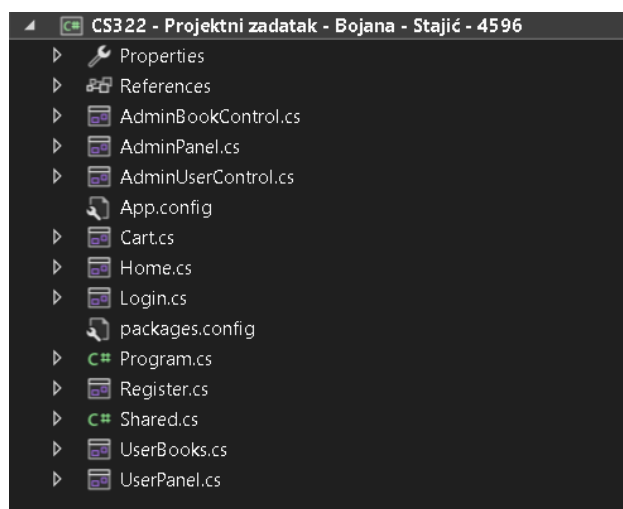 C# CS322 - Projektni zadatak - Bojana - Stajić - 4596
Properties
References
AdminBookControl.cs
AdminPanel.cs
AdminUserControl.cs
App.config
Cart.cs
Home.cs
Login.cs
packages.config
C# Program.cs
Register.cs
C# Shared.cs
UserBooks.cs
UserPanel.cs